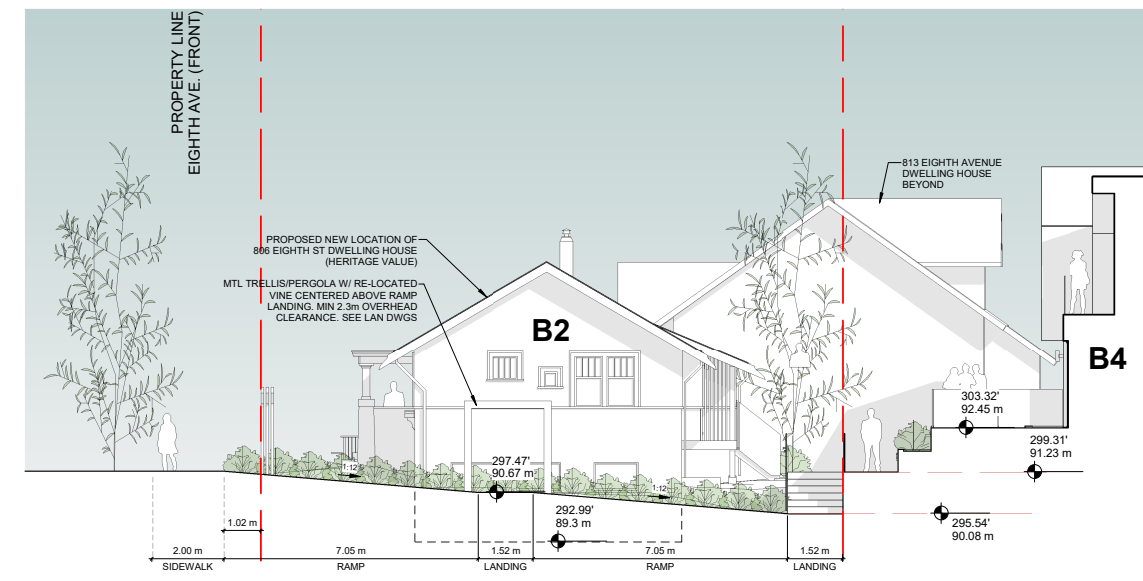 PROPERTY LINE
EIGHTH AVE. (FRONT)
813 EIGHTH AVENUE
DWELLING HOUSE
BEYOND
PROPOSED NEW LOCATION OF
806 EIGHTH ST DWELLING HOUSE
(HERITAGE VALUE)
MTL TRELLIS/PERGOLA W/ RE-LOCATED
VINE CENTERED ABOVE RAMP
LANDING. MIN 2.3m OVERHEAD
CLEARANCE. SEE LAN DWGS
B2
B4
303.32'
92.45 m
299.31'
91.23 m
297.47'
90.67 m
1:12
1:12
292.99'
89.3 m
295.54'
90.08 m
1.02 m
2.00 m
7.05 m
1.52 m
7.05 m
1.52 m
SIDEWALK
RAMP
LANDING
RAMP
LANDING